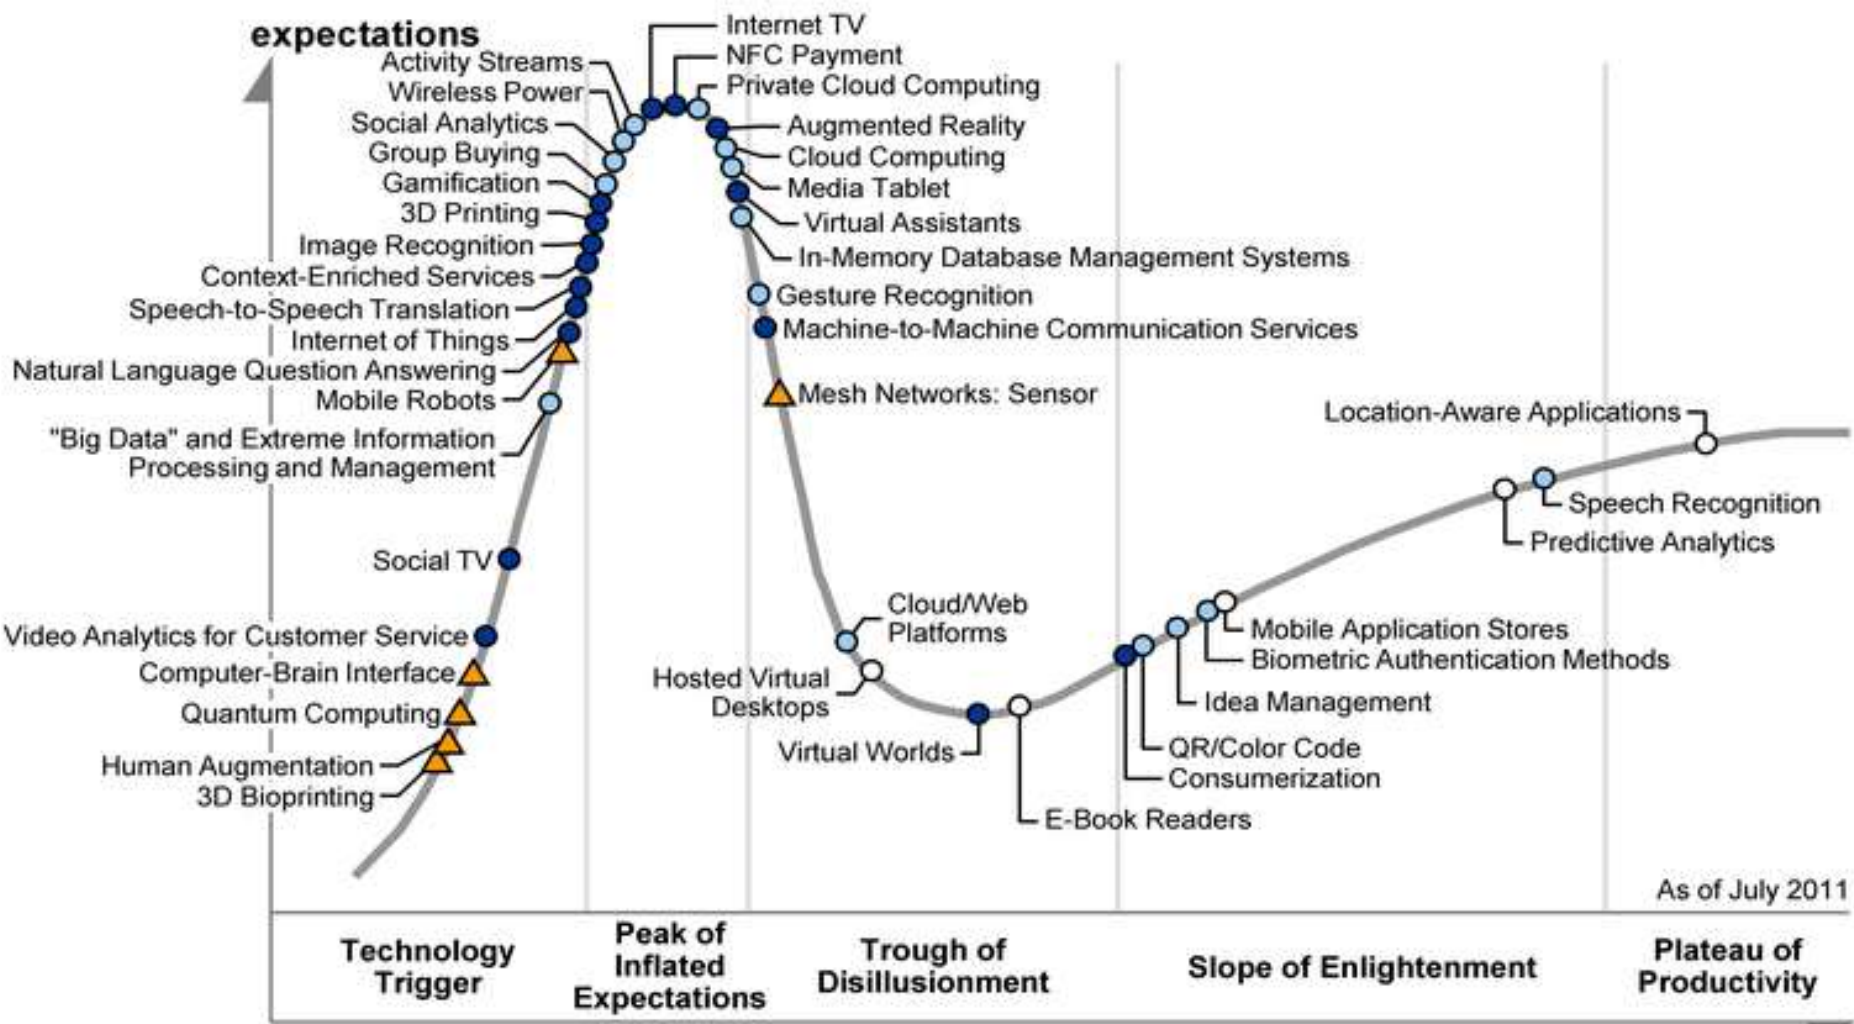 expectations
Activity Streams
Wireless Power
Social Analytics
Group Buying
Gamification
3D Printing
Image Recognition
Context-Enriched Services
Speech-to-Speech Translation
Internet of Things
Natural Language Question Answering
Mobile Robots
"Big Data" and Extreme Information
Processing and Management
Social TV
Video Analytics for Customer Service
Computer-Brain Interface
Quantum Computing
Human Augmentation
3D Bioprinting
Internet TV
NFC Payment
Private Cloud Computing
Augmented Reality
Cloud Computing
Media Tablet
Virtual Assistants
In-Memory Database Management Systems
Gesture Recognition
Machine-to-Machine Communication Services
Mesh Networks: Sensor
Cloud/Web
Platforms
Hosted Virtual
Desktops
Virtual Worlds
E-Book Readers
Location-Aware Applications
Speech Recognition
Predictive Analytics
Mobile Application Stores
Biometric Authentication Methods
Idea Management
QR/Color Code
Consumerization
As of July 2011
Technology
Trigger
Peak of
Inflated
Expectations
Trough of
Disillusionment
Slope of Enlightenment
Plateau of
Productivity